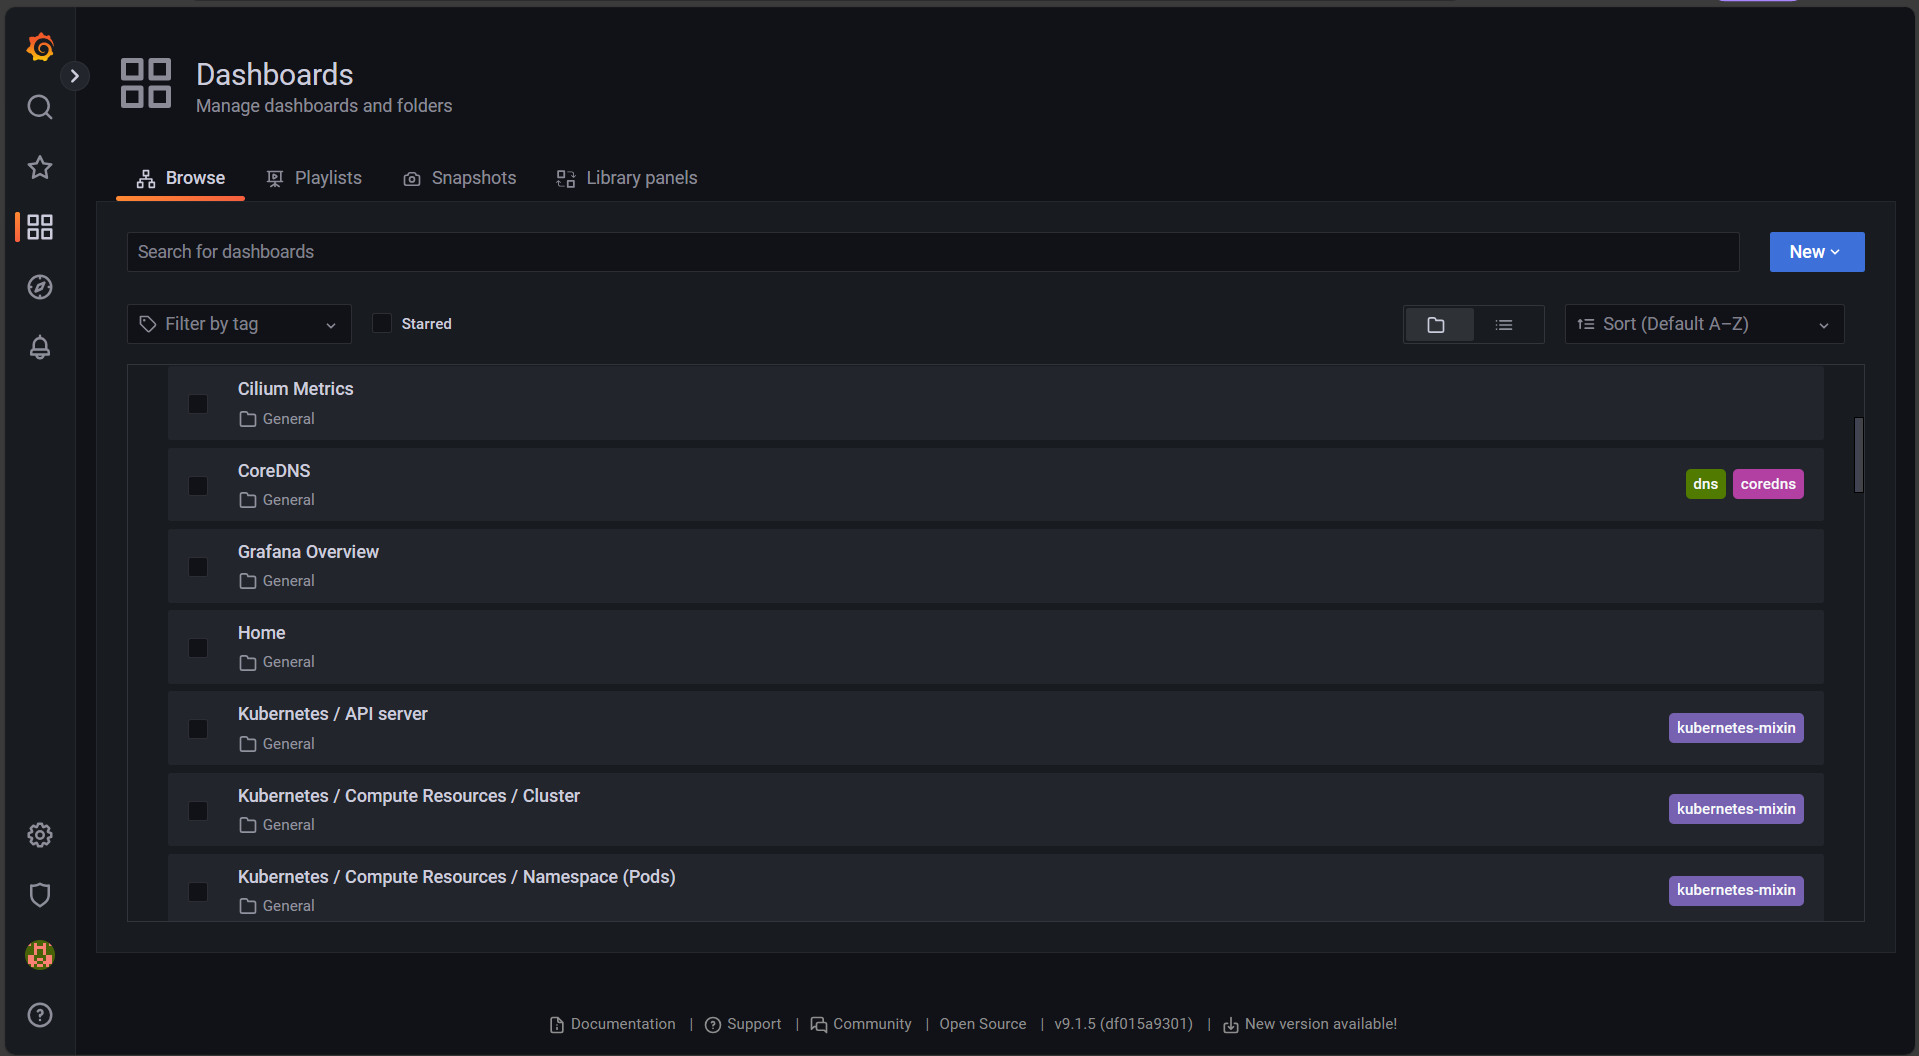 Dashboards
Manage dashboards and folders
Browse
Playlists
Snapshots
Library panels
Search for dashboards
New
Filter by tag
Starred
Sort (Default A–Z)
Cilium Metrics
General
CoreDNS
General
dns
coredns
Grafana Overview
General
Home
General
Kubernetes / API server
General
kubernetes-mixin
Kubernetes / Compute Resources / Cluster
General
kubernetes-mixin
Kubernetes / Compute Resources / Namespace (Pods)
General
kubernetes-mixin
Documentation | Support | Community | Open Source | v9.1.5 (df015a9301) | New version available!